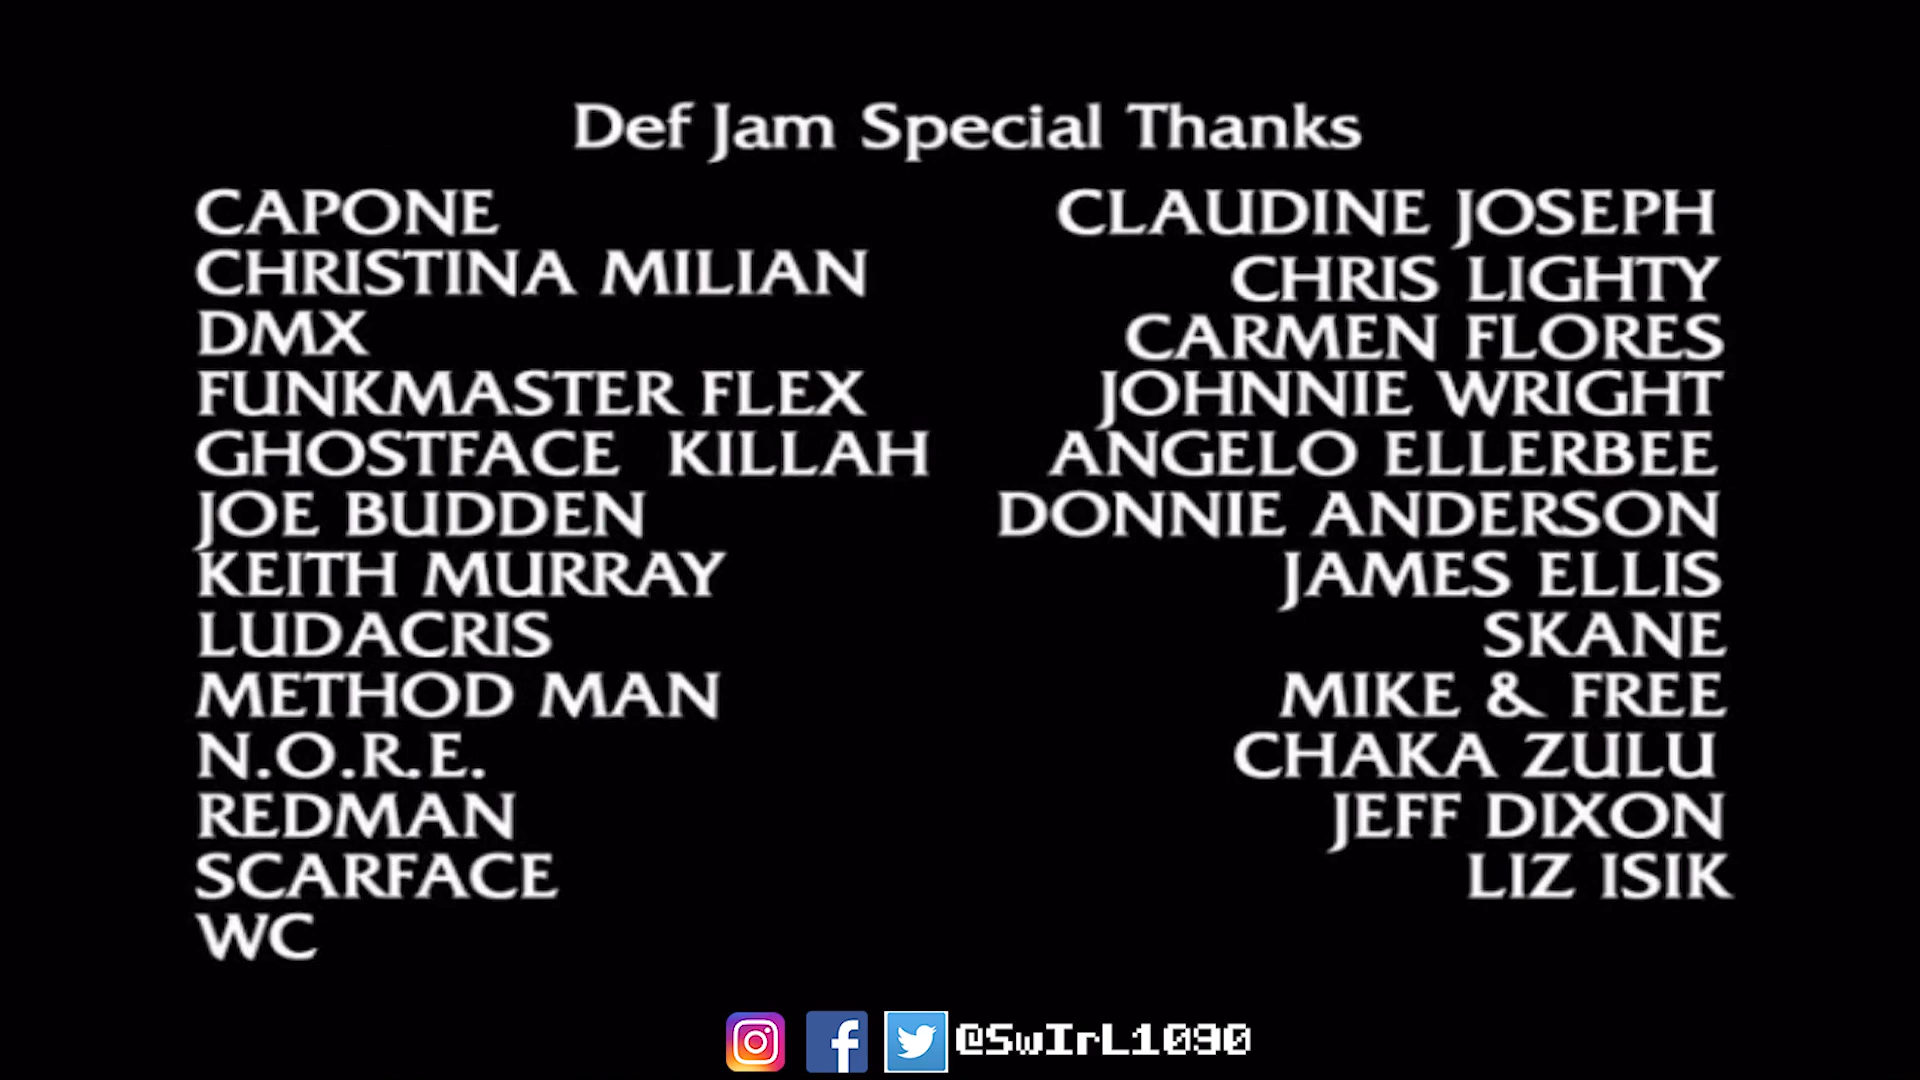 Def Jam Special Thanks
CAPONE
CHRISTINA MILIAN
DMX
FUNKMASTER FLEX
GHOSTFACE KILLAH
JOE BUDDEN
KEITH MURRAY
LUDACRIS
METHOD MAN
N.O.R.E.
REDMAN
SCARFACE
WC
CLAUDINE JOSEPH
CHRIS LIGHTY
CARMEN FLORES
JOHNNIE WRIGHT
ANGELO ELLERBEE
DONNIE ANDERSON
JAMES ELLIS
SKANE
MIKE & FREE
CHAKA ZULU
JEFF DIXON
LIZ ISIK
@SwIrL1090